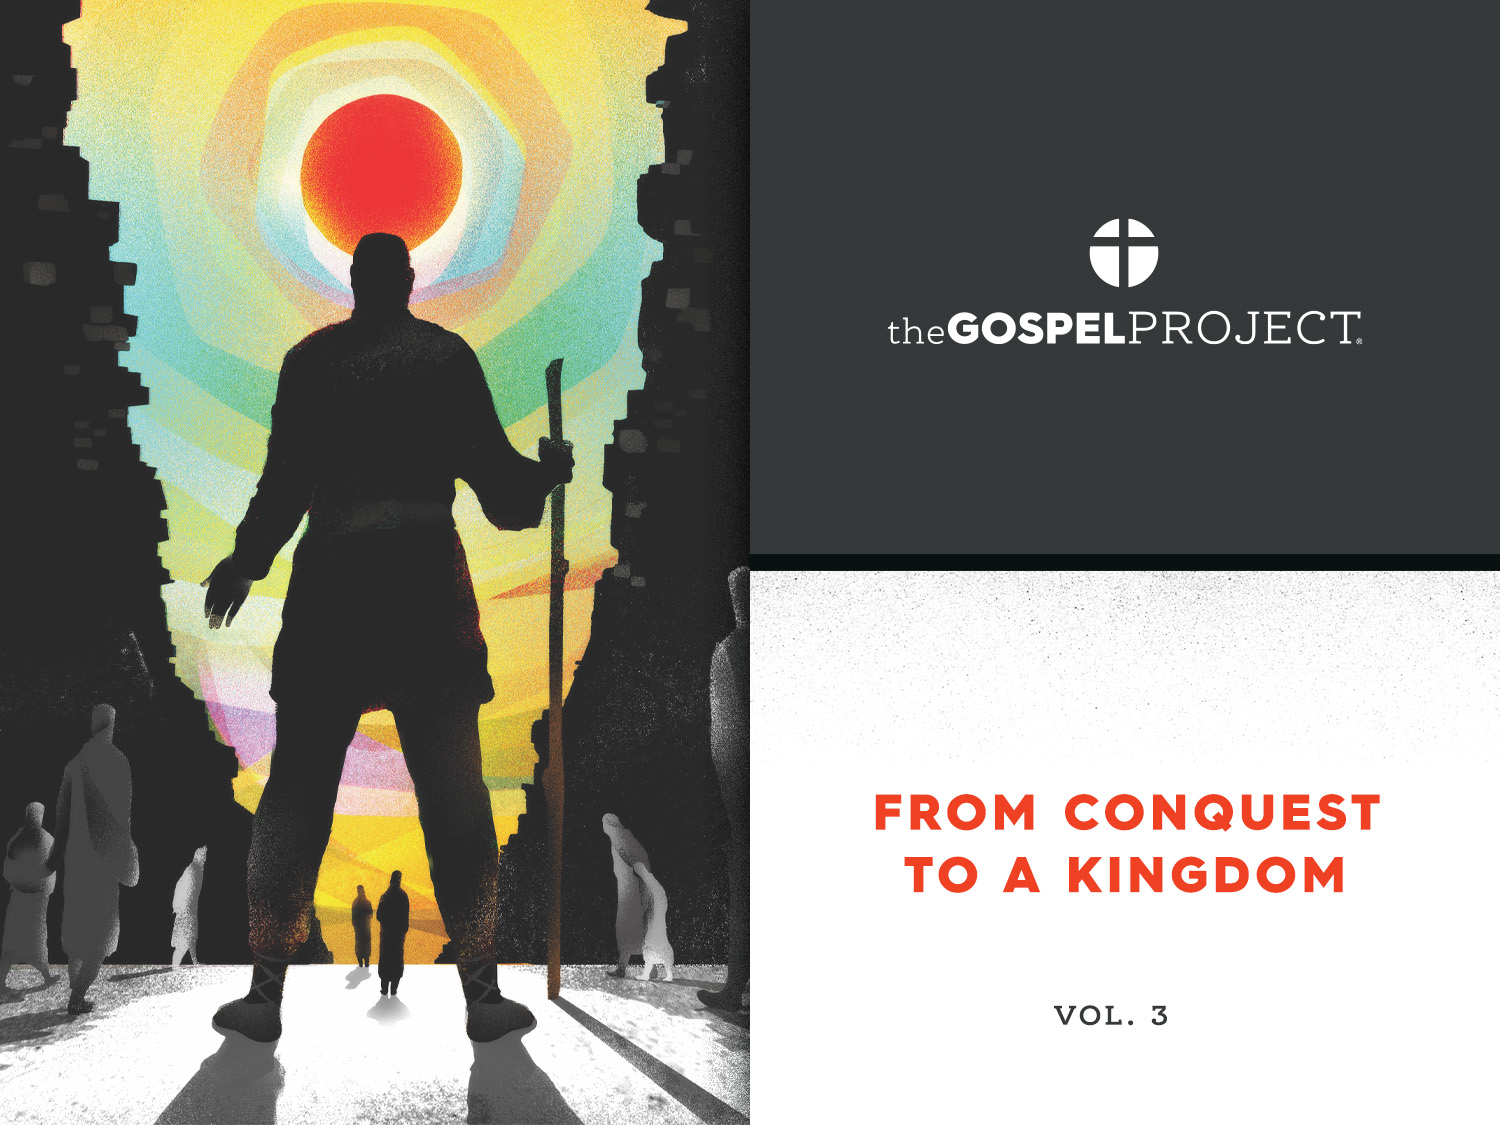 theGOSPELPROJECT®
FROM CONQUEST
TO A KINGDOM
VOL. 3